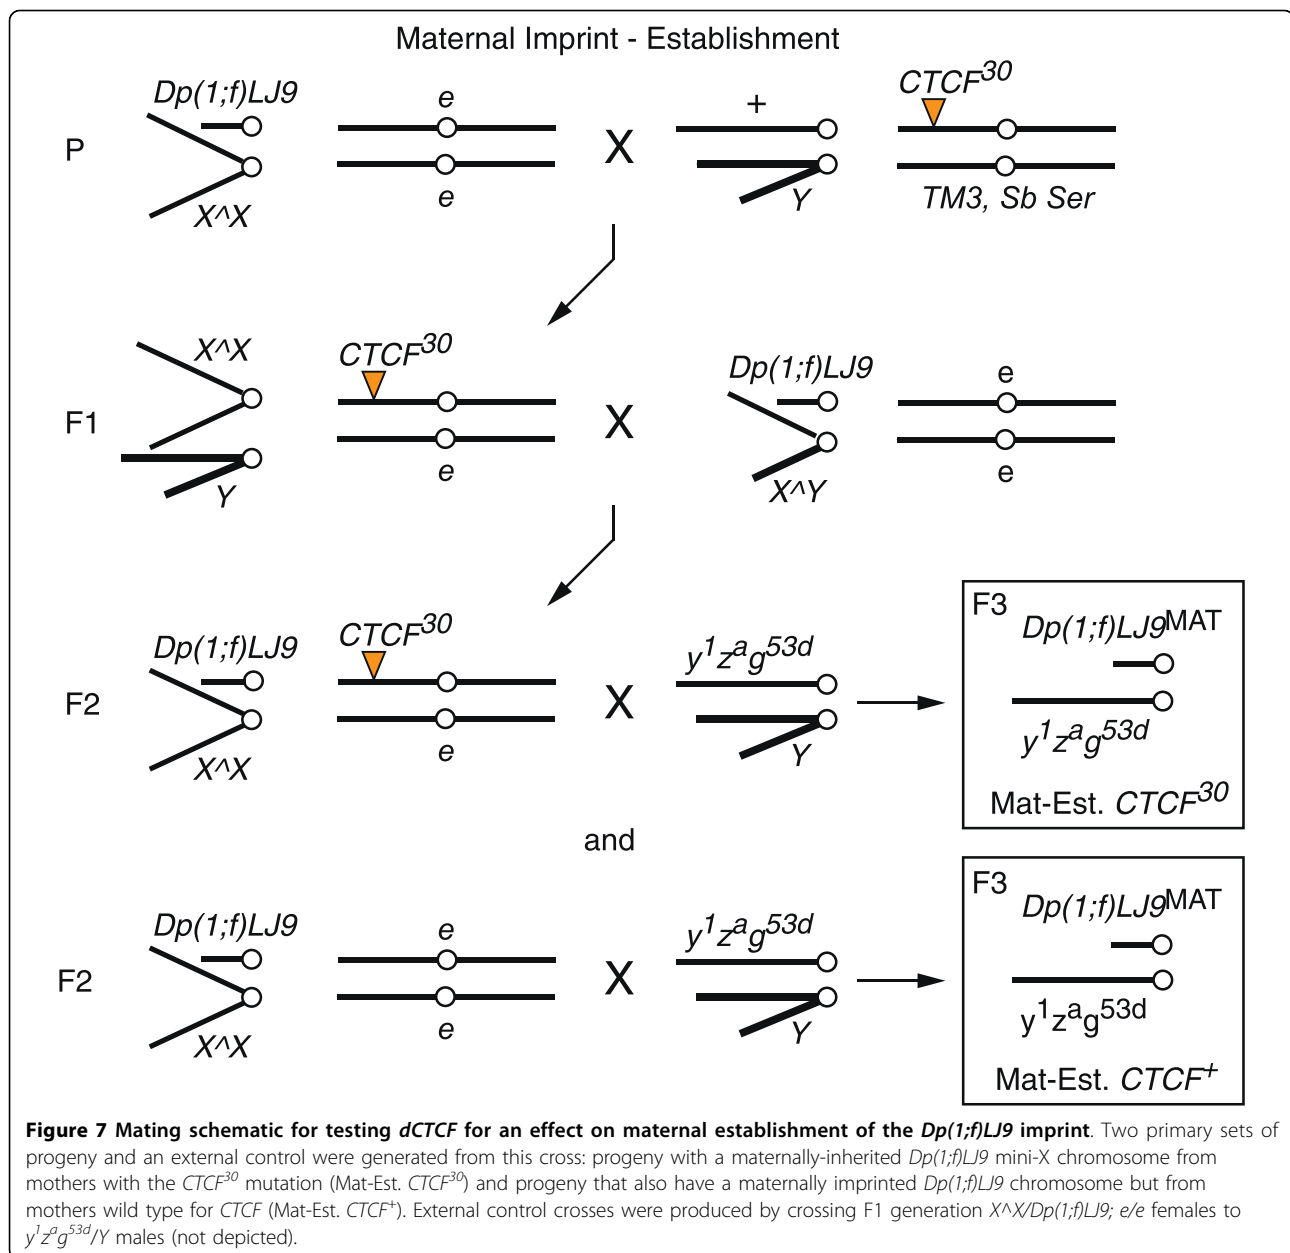 Maternal Imprint - Establishment
Dp(1;f)LJ9 e + CTCF30
P X
X^X e Y TM3, Sb Ser
X^X CTCF30 Dp(1;f)LJ9 e
F1 X
Y e X^Y e
Dp(1;f)LJ9 CTCF30 y1zag53d F3 Dp(1;f)LJ9MAT
F2 X
X^X e Y y1zag53d
Mat-Est. CTCF30
and
Dp(1;f)LJ9 e y1zag53d F3 Dp(1;f)LJ9MAT
F2 X
X^X e Y y1zag53d
Mat-Est. CTCF+
Figure 7 Mating schematic for testing dCTCF for an effect on maternal establishment of the Dp(1;f)LJ9 imprint. Two primary sets of
progeny and an external control were generated from this cross: progeny with a maternally-inherited Dp(1;f)LJ9 mini-X chromosome from
mothers with the CTCF30 mutation (Mat-Est. CTCF30) and progeny that also have a maternally imprinted Dp(1;f)LJ9 chromosome but from
mothers wild type for CTCF (Mat-Est. CTCF+). External control crosses were produced by crossing F1 generation X^X/Dp(1;f)LJ9; e/e females to
y1zag53d/Y males (not depicted).